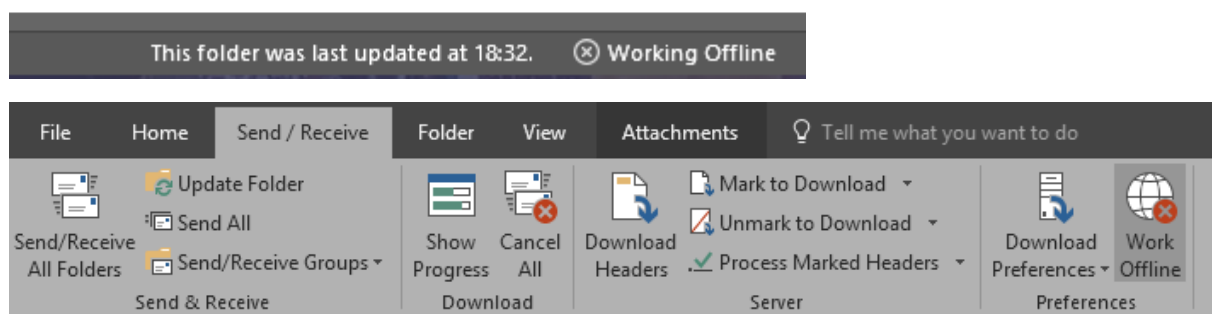 This folder was last updated at 18:32. Working Offline
File Home Send / Receive Folder View Attachments Tell me what you want to do
Send/Receive
All Folders
Update Folder
Send All
Send/Receive Groups
Send & Receive
Show
Progress
Cancel
All
Download
Download
Headers
Mark to Download
Unmark to Download
Process Marked Headers
Server
Download
Preferences
Work
Offline
Preferences